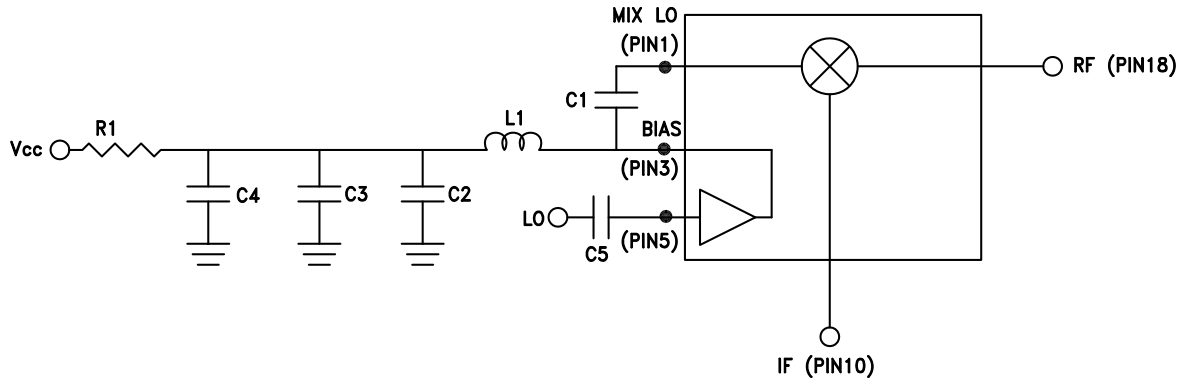 MIX LO
(PIN1)
RF (PIN18)
C1
L1
R1
Vcc
BIAS
(PIN3)
C4
C3
C2
LO
C5
(PIN5)
IF (PIN10)